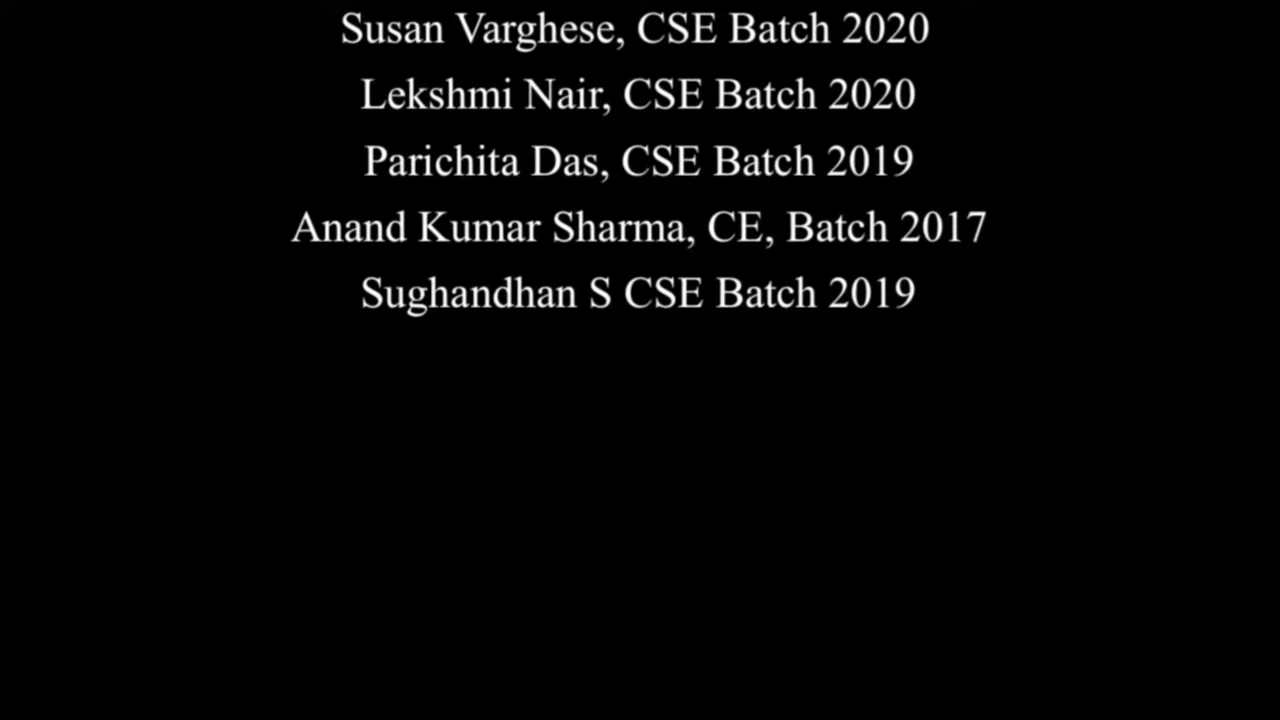 Susan Varghese, CSE Batch 2020
Lekshmi Nair, CSE Batch 2020
Parichita Das, CSE Batch 2019
Anand Kumar Sharma, CE, Batch 2017
Sughandhan S CSE Batch 2019